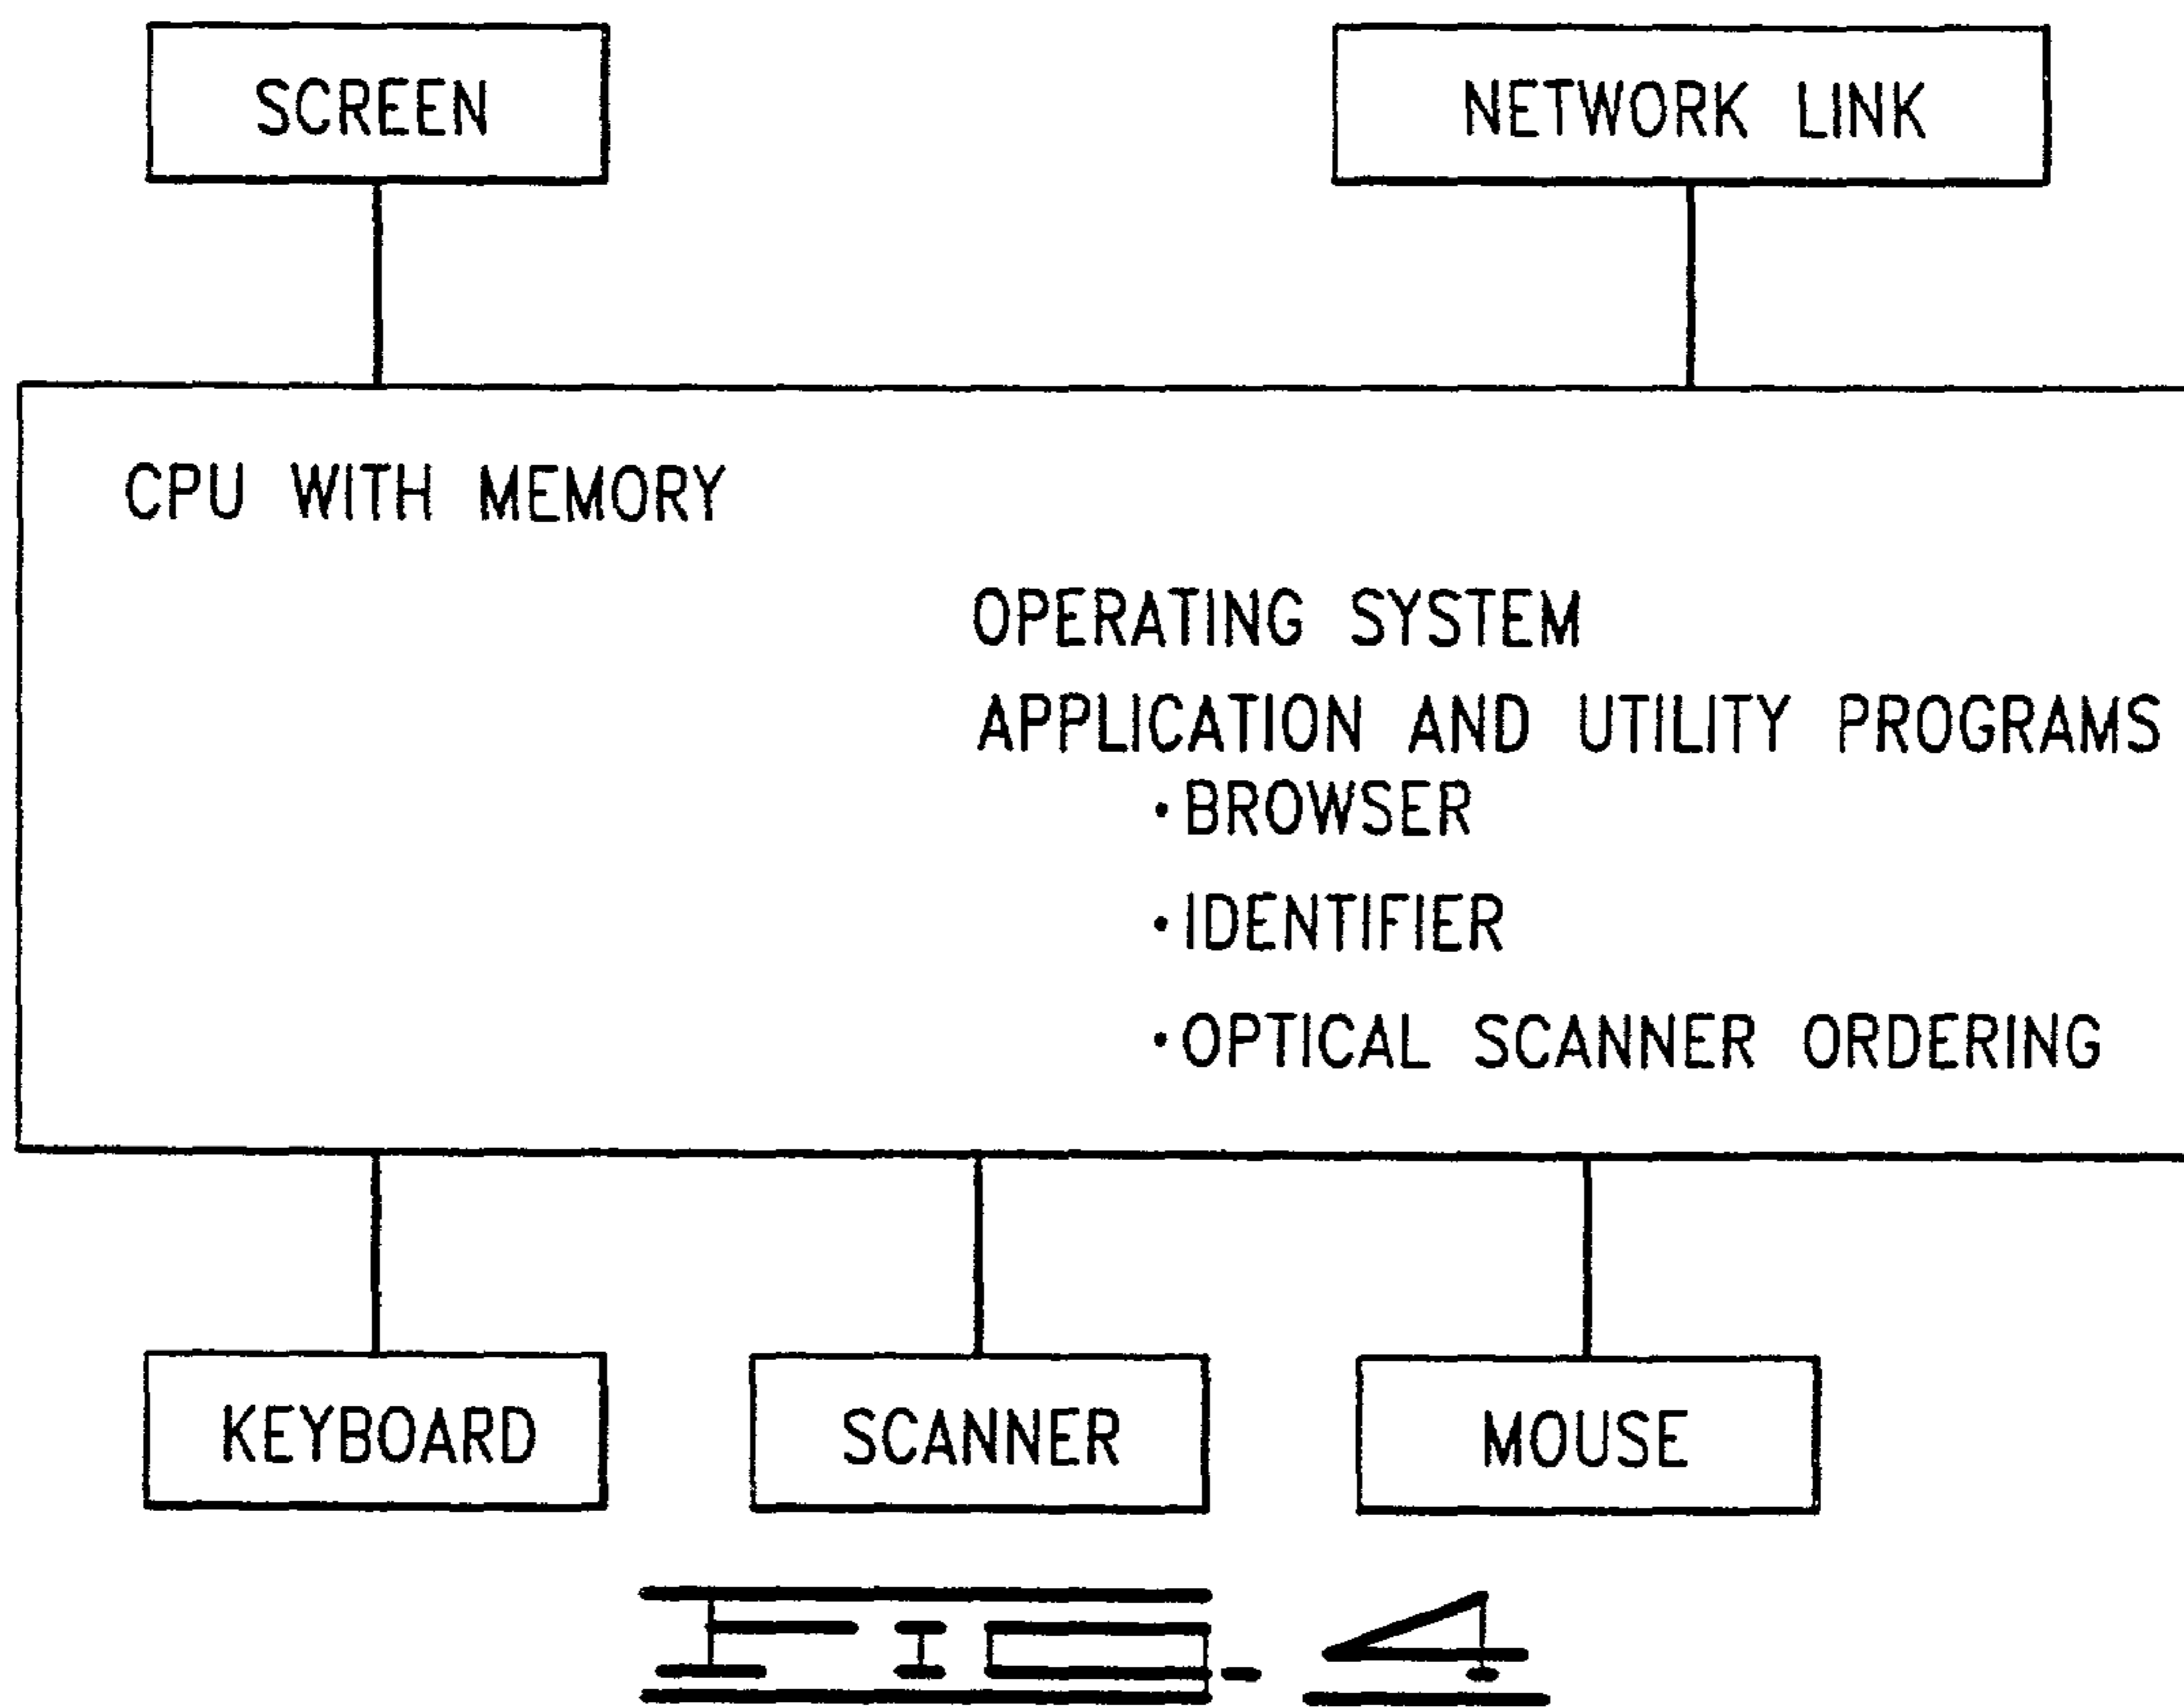 SCREEN
NETWORK LINK
CPU WITH MEMORY
OPERATING SYSTEM
APPLICATION AND UTILITY PROGRAMS
•BROWSER
•IDENTIFIER
•OPTICAL SCANNER ORDERING
KEYBOARD
SCANNER
MOUSE
FIG-4